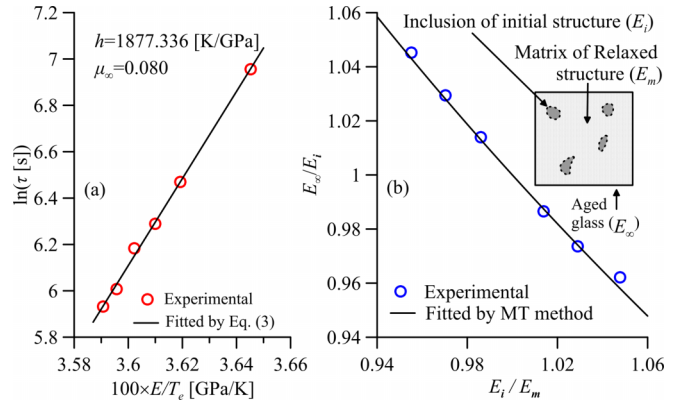 7.2
7
6.8
6.6
6.4
6.2
6
5.8
ln(τ [s])
h=1877.336 [K/GPa]
μ∞=0.080
(a)
Experimental
Fitted by Eq. (3)
3.58
3.6
3.62
3.64
3.66
100×E/Te [GPa/K]
1.06
1.04
1.02
1
0.98
0.96
0.94
E∞/Ei
Inclusion of initial structure (Ei)
Matrix of Relaxed
structure (Em)
(b)
Aged
glass (E∞)
Experimental
Fitted by MT method
0.94
0.98
1.02
1.06
Ei / Em